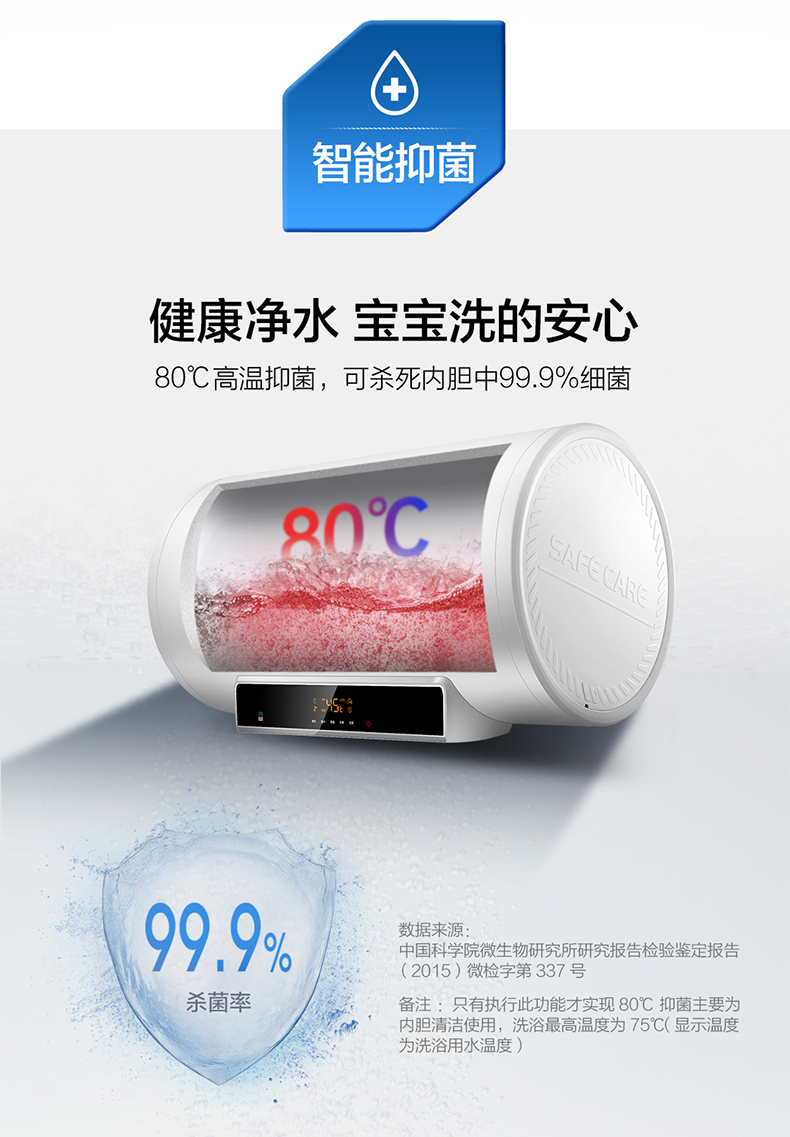 智能抑菌
健康净水 宝宝洗的安心
80℃高温抑菌，可杀死内胆中99.9%细菌
80℃
SAFE CARE
45
99.9%
杀菌率
数据来源：
中国科学院微生物研究所研究报告检验鉴定报告
（2015）微检字第 337 号
备注 ：只有执行此功能才实现 80℃ 抑菌主要为
内胆清洁使用，洗浴最高温度为 75℃( 显示温度
为洗浴用水温度 )